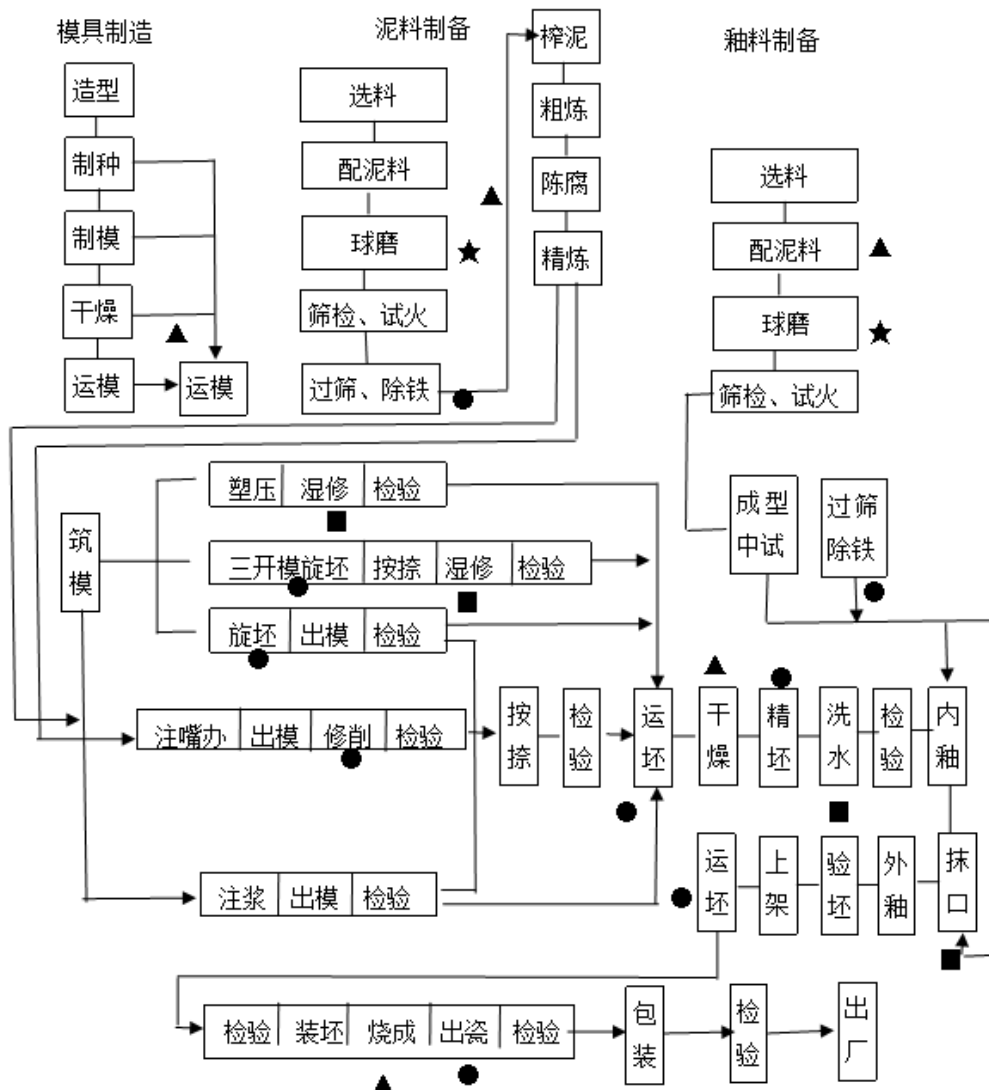 模具制造
造型
制种
制模
干燥
运模
运模
泥料制备
选料
配泥料
球磨
筛检、试火
过筛、除铁
榨泥
粗炼
陈腐
精炼
釉料制备
选料
配泥料
球磨
筛检、试火
成型
中试
过筛
除铁
筑模
塑压 湿修 检验
三开模旋坯 按捺 湿修 检验
旋坯 出模 检验
注嘴办 出模 修削 检验
注浆 出模 检验
按捺
检验
运坯
干燥
精坯
洗水
检验
内釉
运坯
上架
验坯
外釉
抹口
检验 装坯 烧成 出瓷 检验
包装
检验
出厂